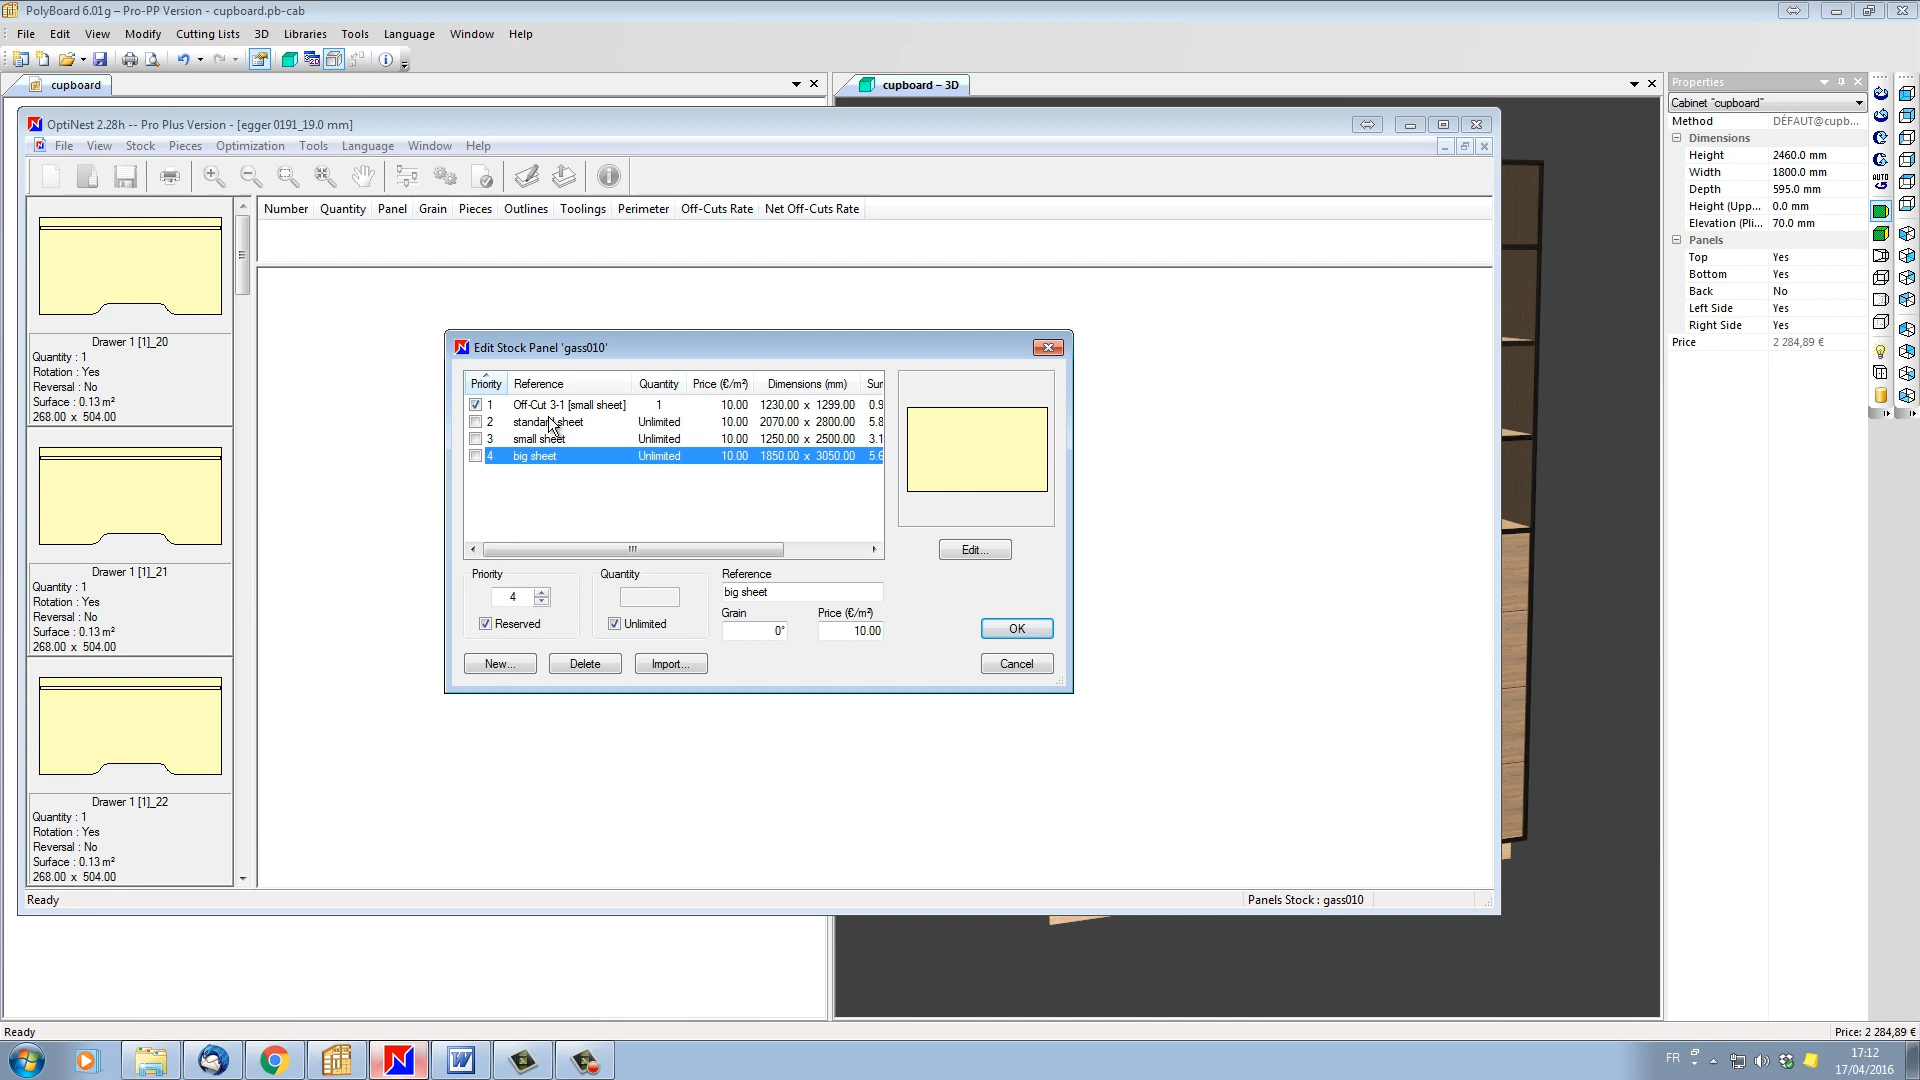 PolyBoard 6.01g – Pro-PP Version - cupboard.pb-cab
File Edit View Modify Cutting Lists 3D Libraries Tools Language Window Help
cupboard
cupboard – 3D
Properties
Cabinet "cupboard"
Method DÉFAUT@cupb...
Dimensions
Height 2460.0 mm
Width 1800.0 mm
Depth 595.0 mm
Height (Upp... 0.0 mm
Elevation (Pli... 70.0 mm
Panels
Top Yes
Bottom Yes
Back No
Left Side Yes
Right Side Yes
Price 2 284,89 €
AUTO
OptiNest 2.28h -- Pro Plus Version - [egger 0191_19.0 mm]
File View Stock Pieces Optimization Tools Language Window Help
Number Quantity Panel Grain Pieces Outlines Toolings Perimeter Off-Cuts Rate Net Off-Cuts Rate
Drawer 1 [1]_20
Quantity : 1
Rotation : Yes
Reversal : No
Surface : 0.13 m²
268.00 x 504.00
Drawer 1 [1]_21
Quantity : 1
Rotation : Yes
Reversal : No
Surface : 0.13 m²
268.00 x 504.00
Drawer 1 [1]_22
Quantity : 1
Rotation : Yes
Reversal : No
Surface : 0.13 m²
268.00 x 504.00
Edit Stock Panel 'gass010'
Priority Reference Quantity Price (€/m²) Dimensions (mm) Sur
1 Off-Cut 3-1 [small sheet] 1 10.00 1230.00 x 1299.00 0.9
2 standard sheet Unlimited 10.00 2070.00 x 2800.00 5.8
3 small sheet Unlimited 10.00 1250.00 x 2500.00 3.1
4 big sheet Unlimited 10.00 1850.00 x 3050.00 5.6
Edit...
Priority Quantity Reference
4 big sheet
Grain Price (€/m²)
Reserved Unlimited 0° 10.00
OK
New... Delete Import... Cancel
Ready Panels Stock : gass010
Ready Price: 2 284,89 €
FR
17:12
17/04/2016